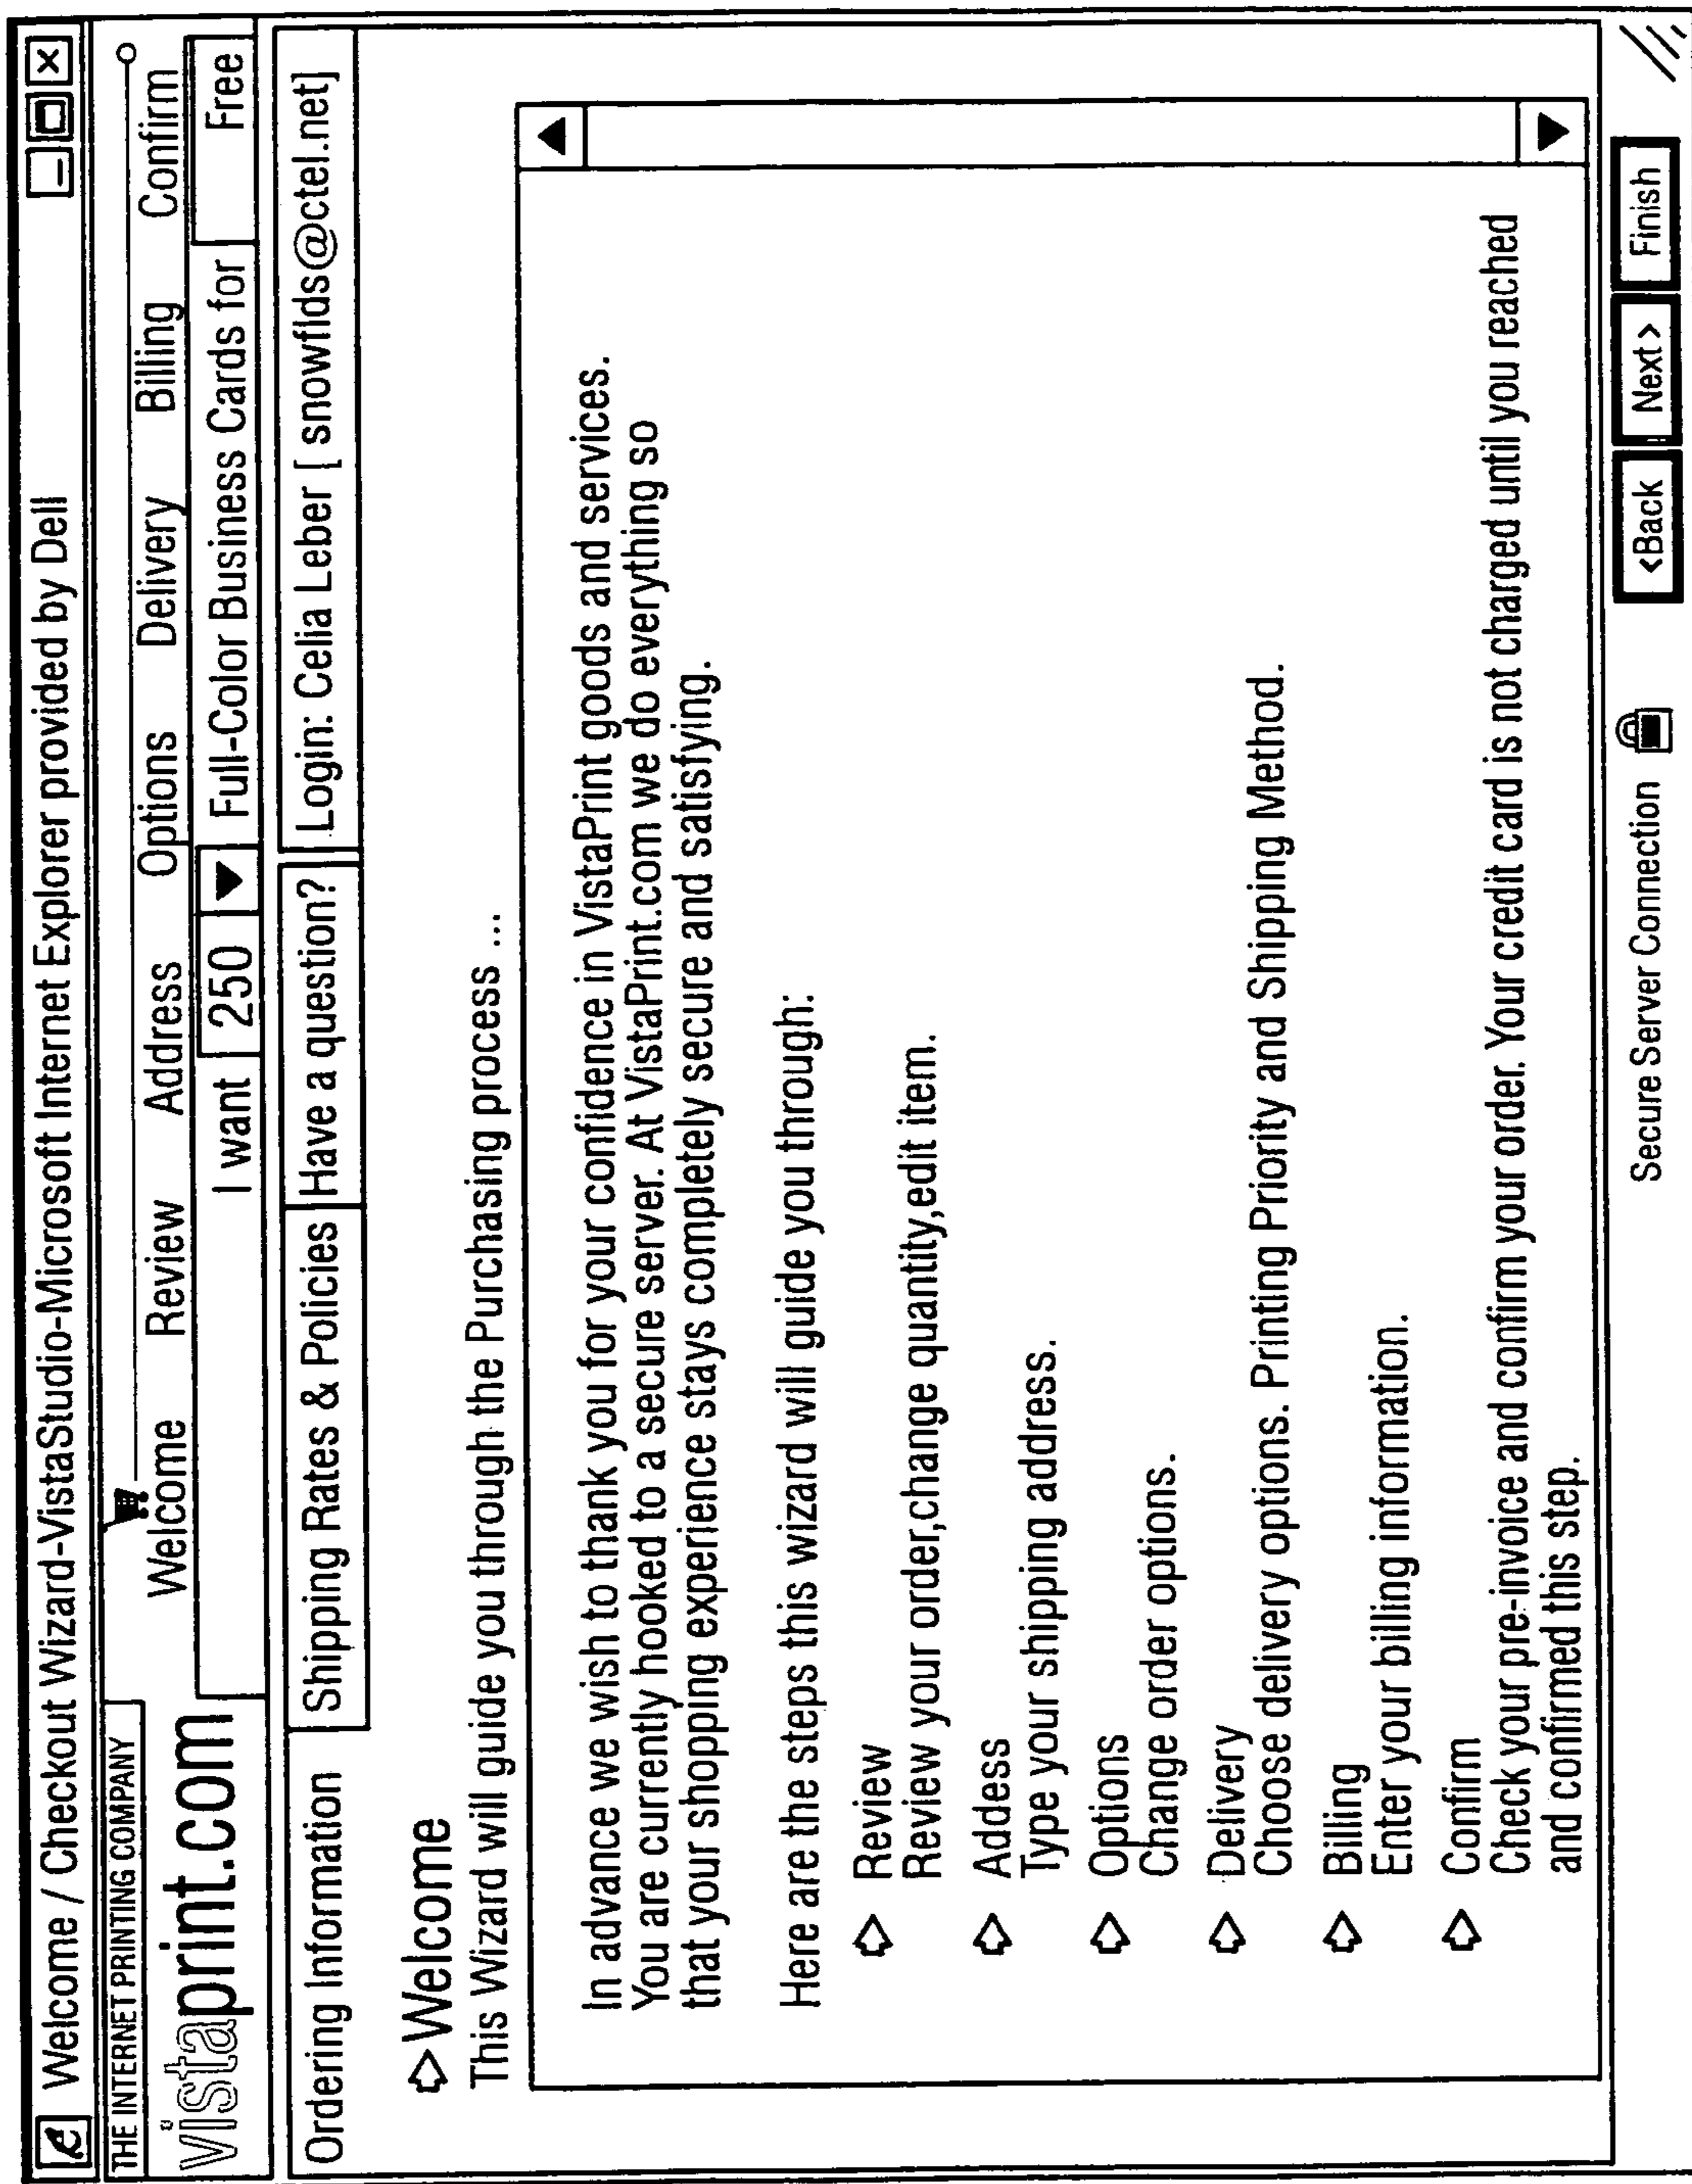 Welcome / Checkout Wizard-VistaStudio-Microsoft Internet Explorer provided by Dell
THE INTERNET PRINTING COMPANY
vistaprint.com
Welcome Review Address Options Delivery Billing Confirm
I want 250 Full-Color Business Cards for Free
Ordering Information Shipping Rates & Policies Have a question? Login: Celia Leber [ snowflds@ctel.net]
Welcome
This Wizard will guide you through the Purchasing process ...
In advance we wish to thank you for your confidence in VistaPrint goods and services.
You are currently hooked to a secure server. At VistaPrint.com we do everything so
that your shopping experience stays completely secure and satisfying.
Here are the steps this wizard will guide you through:
Review
Review your order,change quantity,edit item.
Addess
Type your shipping address.
Options
Change order options.
Delivery
Choose delivery options. Printing Priority and Shipping Method.
Billing
Enter your billing information.
Confirm
Check your pre-invoice and confirm your order. Your credit card is not charged until you reached
and confirmed this step.
Secure Server Connection <Back Next> Finish